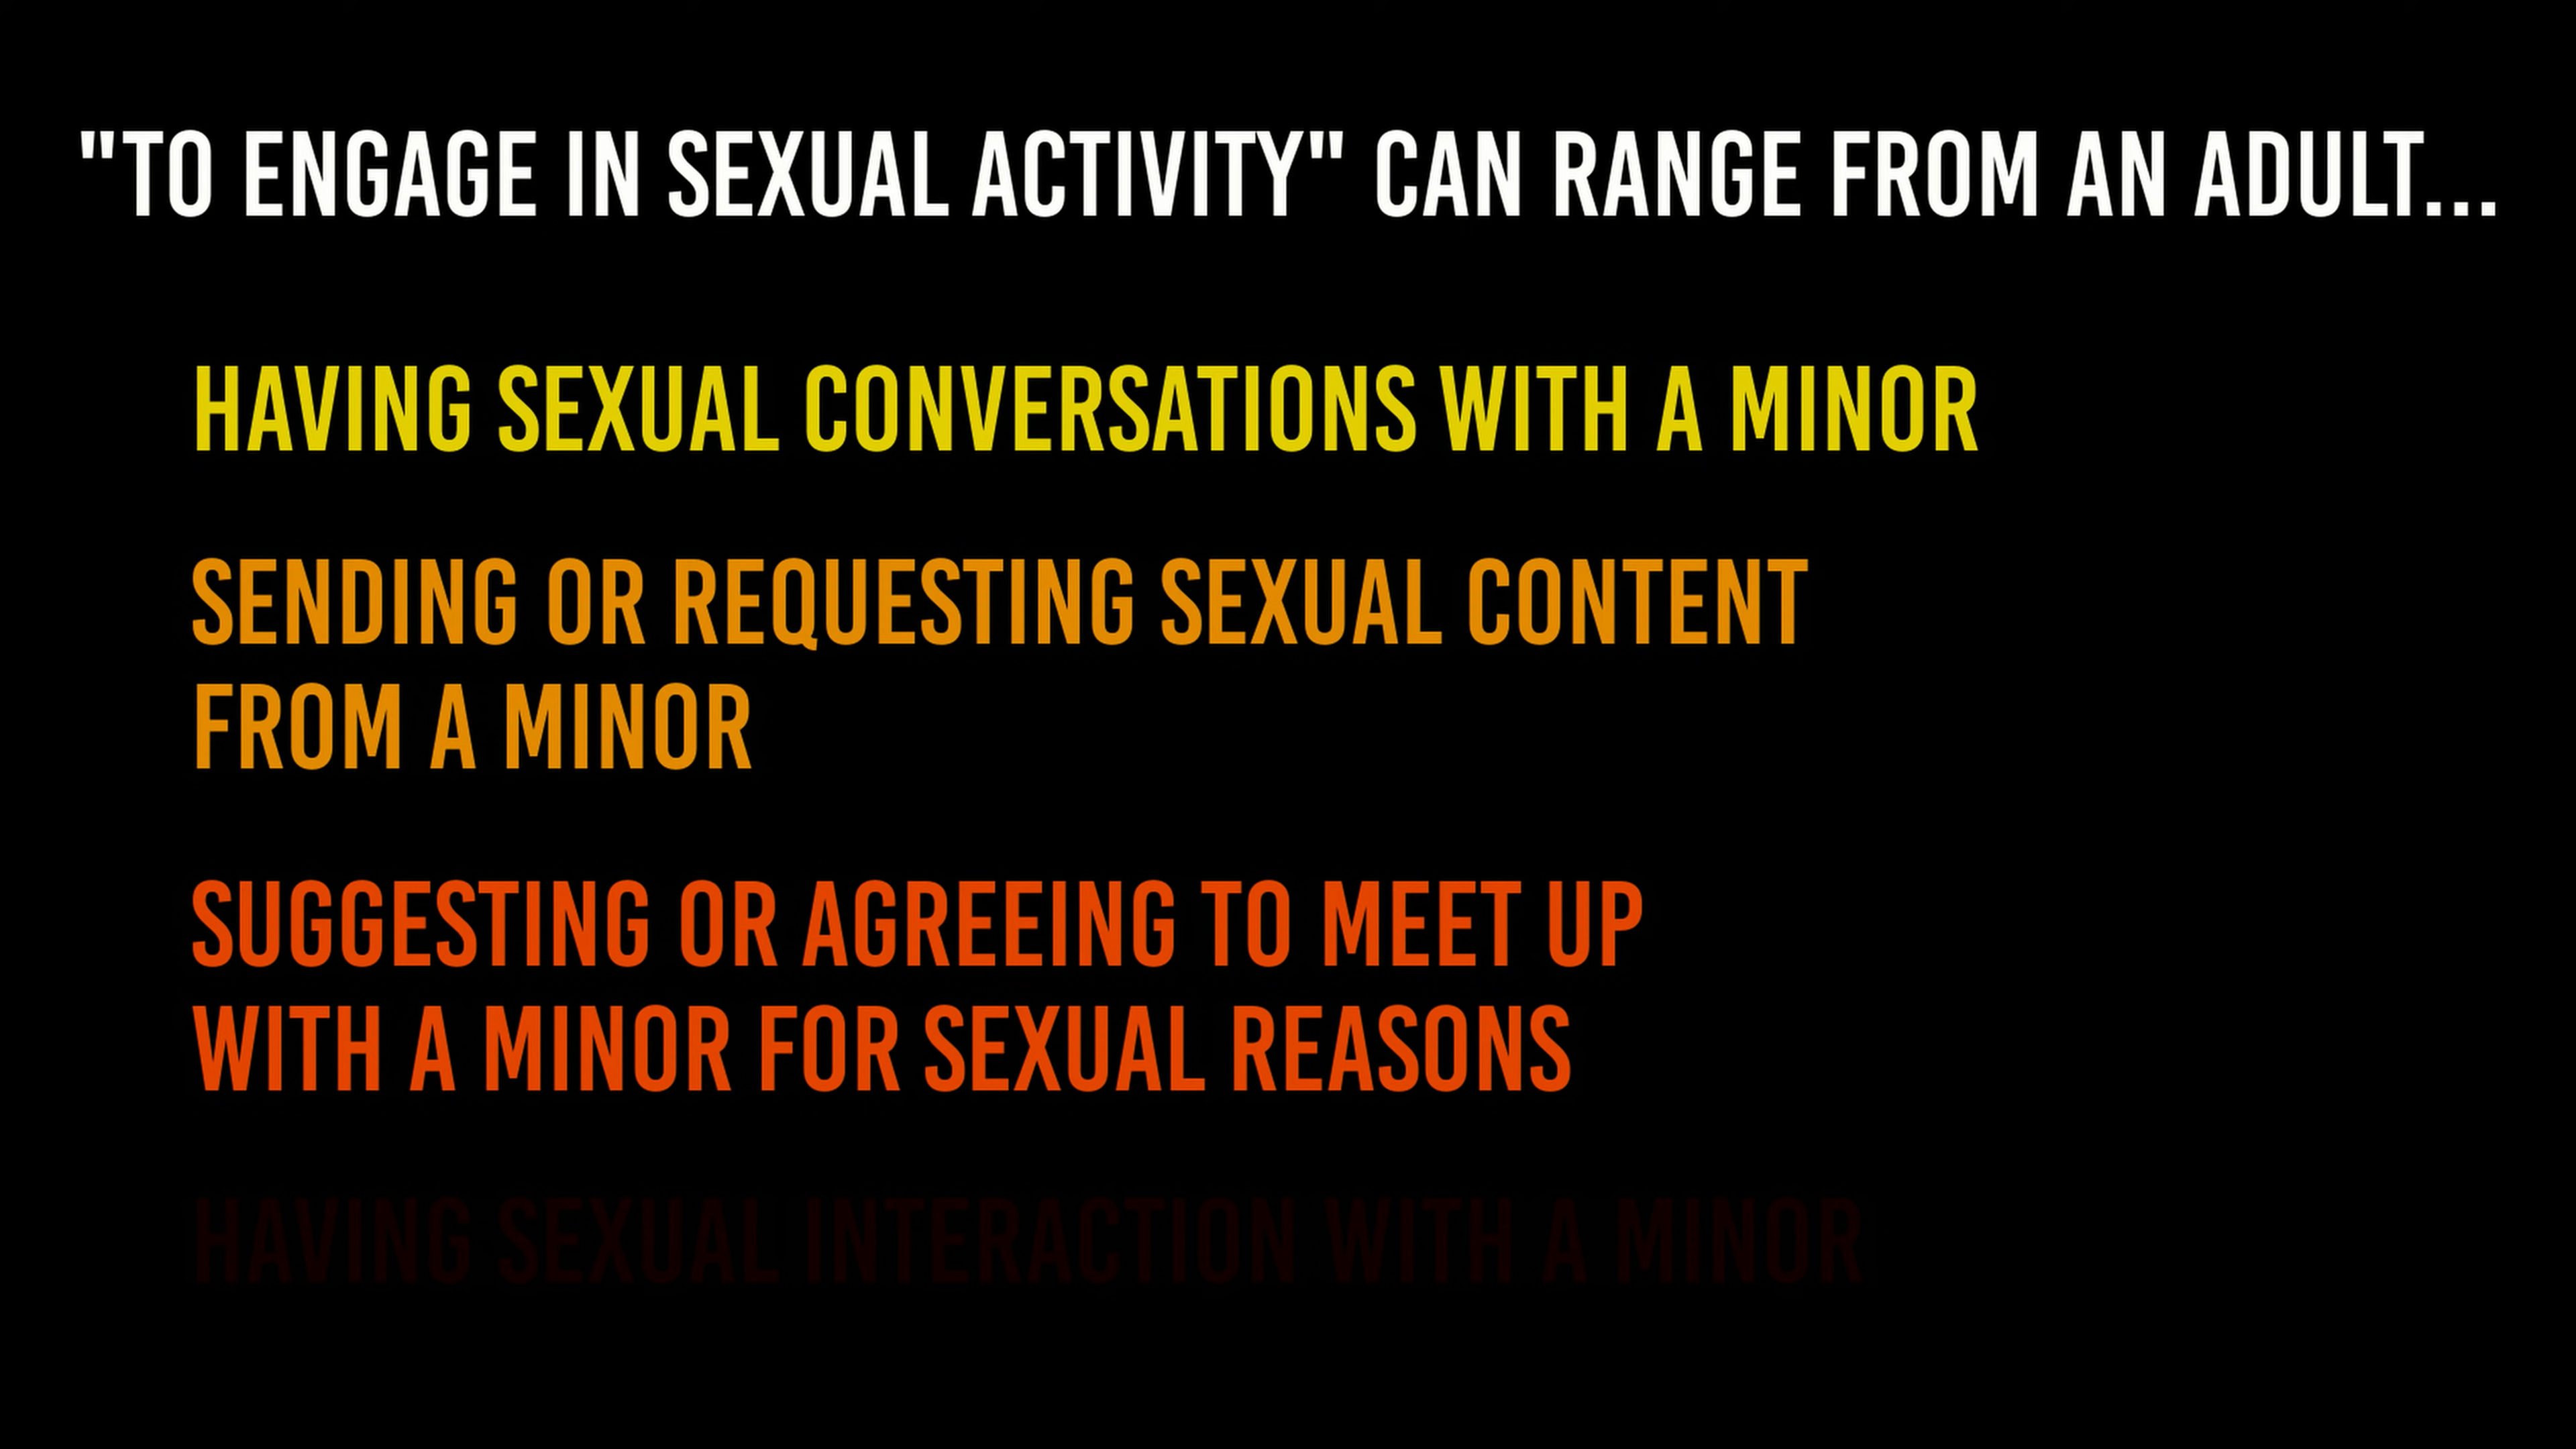 "TO ENGAGE IN SEXUAL ACTIVITY" CAN RANGE FROM AN ADULT...
HAVING SEXUAL CONVERSATIONS WITH A MINOR
SENDING OR REQUESTING SEXUAL CONTENT
FROM A MINOR
SUGGESTING OR AGREEING TO MEET UP
WITH A MINOR FOR SEXUAL REASONS
HAVING SEXUAL INTERACTION WITH A MINOR